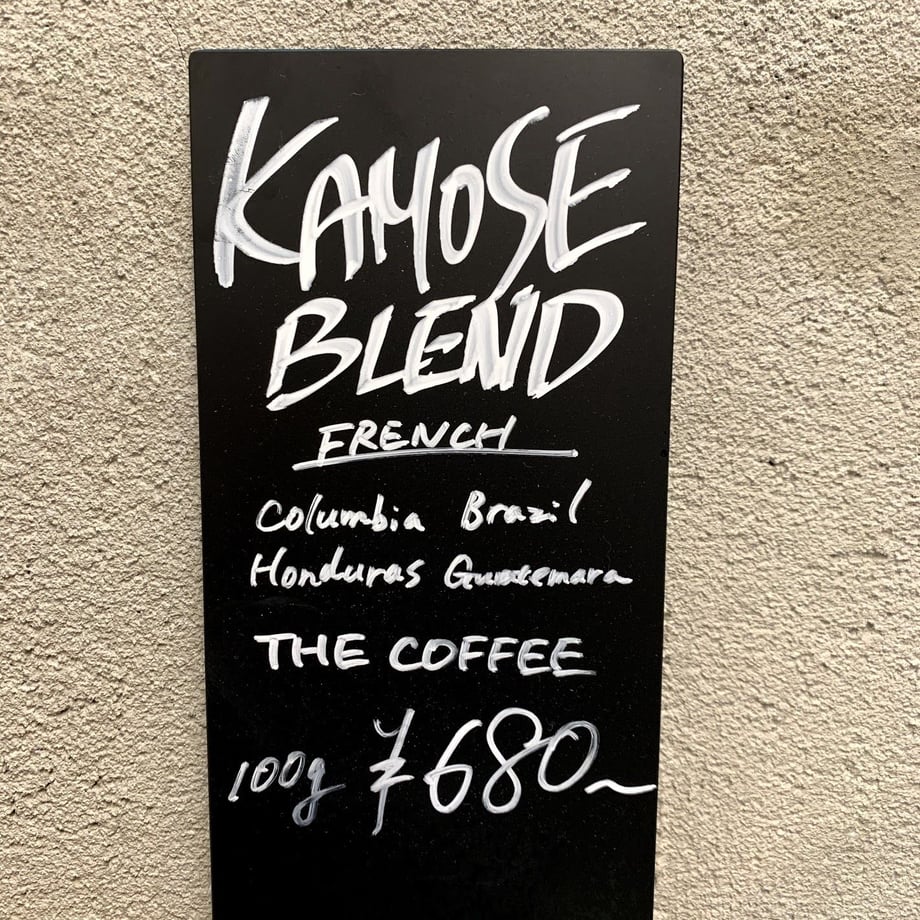 KAMOSE
BLEND
FRENCH
Columbia Brazil
Honduras Guatemara
THE COFFEE
100g ¥680~